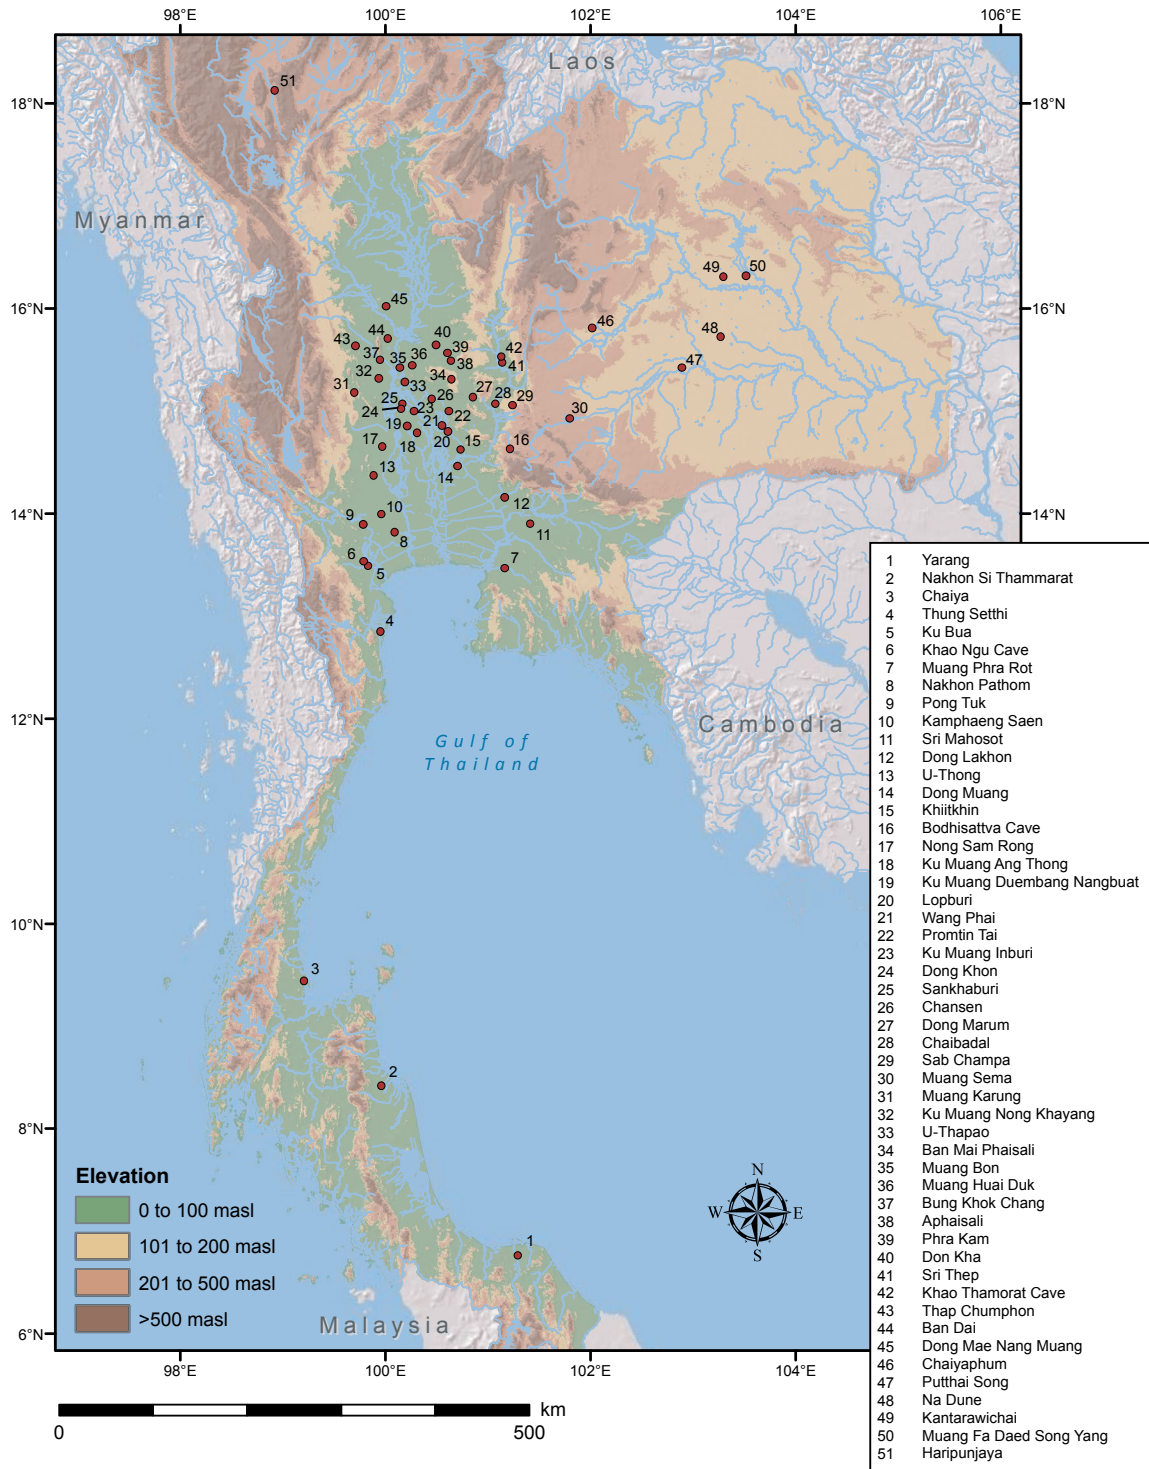 98°E 100°E 102°E 104°E 106°E
Laos
51
18°N 18°N
Myanmar
49 50
16°N 16°N
45
46
48
44
40
43
39
42
37
35
36
38
41
47
32
34
31
33
27
28
29
25
26
24
23
22
30
21
19
20
17
18
15
16
13
14
12
14°N 14°N
10
9
8
11
6
5
7
4
12°N
Cambodia
Gulf of
Thailand
10°N
3
2
8°N
Elevation
0 to 100 masl
101 to 200 masl
201 to 500 masl
>500 masl
N
W E
S
1
Malaysia
6°N
98°E 100°E 102°E 104°E
km
0 500
1 Yarang
2 Nakhon Si Thammarat
3 Chaiya
4 Thung Setthi
5 Ku Bua
6 Khao Ngu Cave
7 Muang Phra Rot
8 Nakhon Pathom
9 Pong Tuk
10 Kamphaeng Saen
11 Sri Mahosot
12 Dong Lakhon
13 U-Thong
14 Dong Muang
15 Khiitkhin
16 Bodhisattva Cave
17 Nong Sam Rong
18 Ku Muang Ang Thong
19 Ku Muang Duembang Nangbuat
20 Lopburi
21 Wang Phai
22 Promtin Tai
23 Ku Muang Inburi
24 Dong Khon
25 Sankhaburi
26 Chansen
27 Dong Marum
28 Chaibadal
29 Sab Champa
30 Muang Sema
31 Muang Karung
32 Ku Muang Nong Khayang
33 U-Thapao
34 Ban Mai Phaisali
35 Muang Bon
36 Muang Huai Duk
37 Bung Khok Chang
38 Aphaisali
39 Phra Kam
40 Don Kha
41 Sri Thep
42 Khao Thamorat Cave
43 Thap Chumphon
44 Ban Dai
45 Dong Mae Nang Muang
46 Chaiyaphum
47 Putthai Song
48 Na Dune
49 Kantarawichai
50 Muang Fa Daed Song Yang
51 Haripunjaya